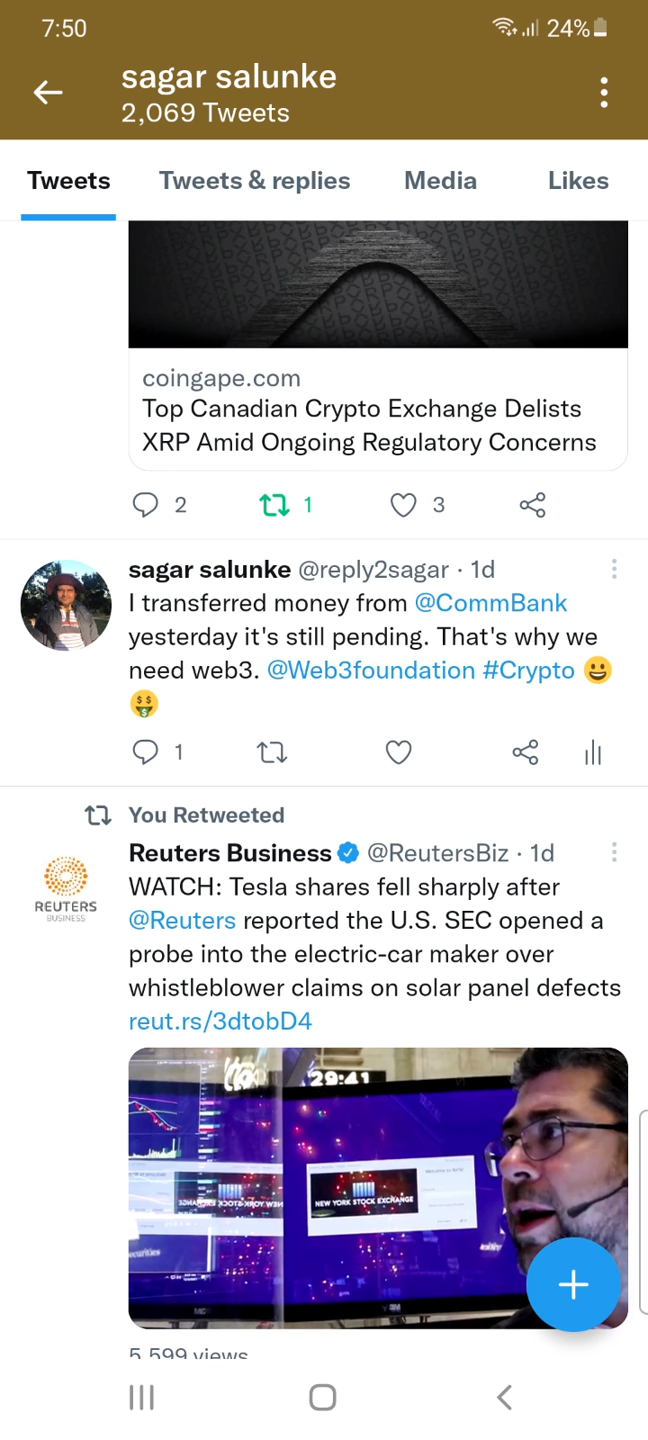 7:50
24%
sagar salunke
2,069 Tweets
Tweets
Tweets & replies
Media
Likes
coingape.com
Top Canadian Crypto Exchange Delists
XRP Amid Ongoing Regulatory Concerns
2
1
3
sagar salunke @reply2sagar · 1d
I transferred money from @CommBank
yesterday it's still pending. That's why we
need web3. @Web3foundation #Crypto 😀
🤑
1
You Retweeted
Reuters Business @ReutersBiz · 1d
REUTERS
BUSINESS
WATCH: Tesla shares fell sharply after
@Reuters reported the U.S. SEC opened a
probe into the electric-car maker over
whistleblower claims on solar panel defects
reut.rs/3dtobD4
29:41
NEW YORK STOCK EXCHANGE
5,599 views